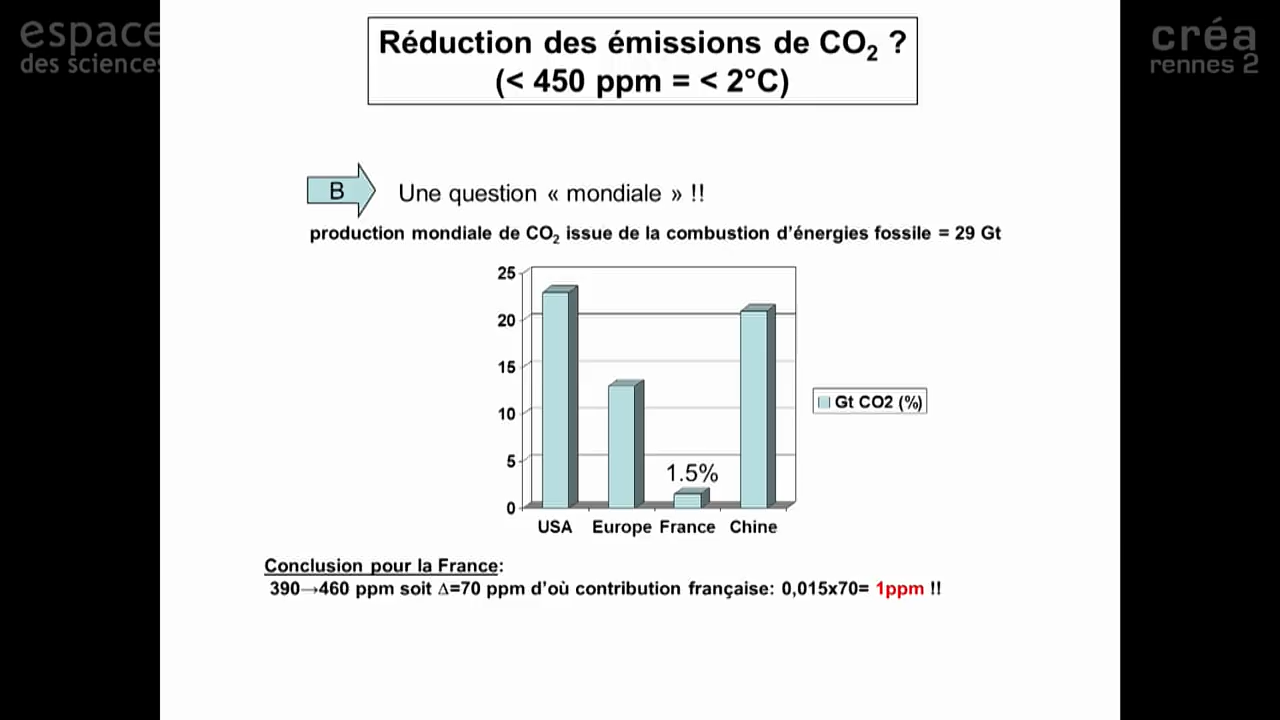 espace
des sciences
créa
rennes 2
Réduction des émissions de CO₂ ?
(< 450 ppm = < 2°C)
B
Une question « mondiale » !!
production mondiale de CO₂ issue de la combustion d’énergies fossile = 29 Gt
25
20
15
10
5
0
1.5%
USA Europe France Chine
Gt CO2 (%)
Conclusion pour la France:
390→460 ppm soit Δ=70 ppm d’où contribution française: 0,015x70= 1ppm !!